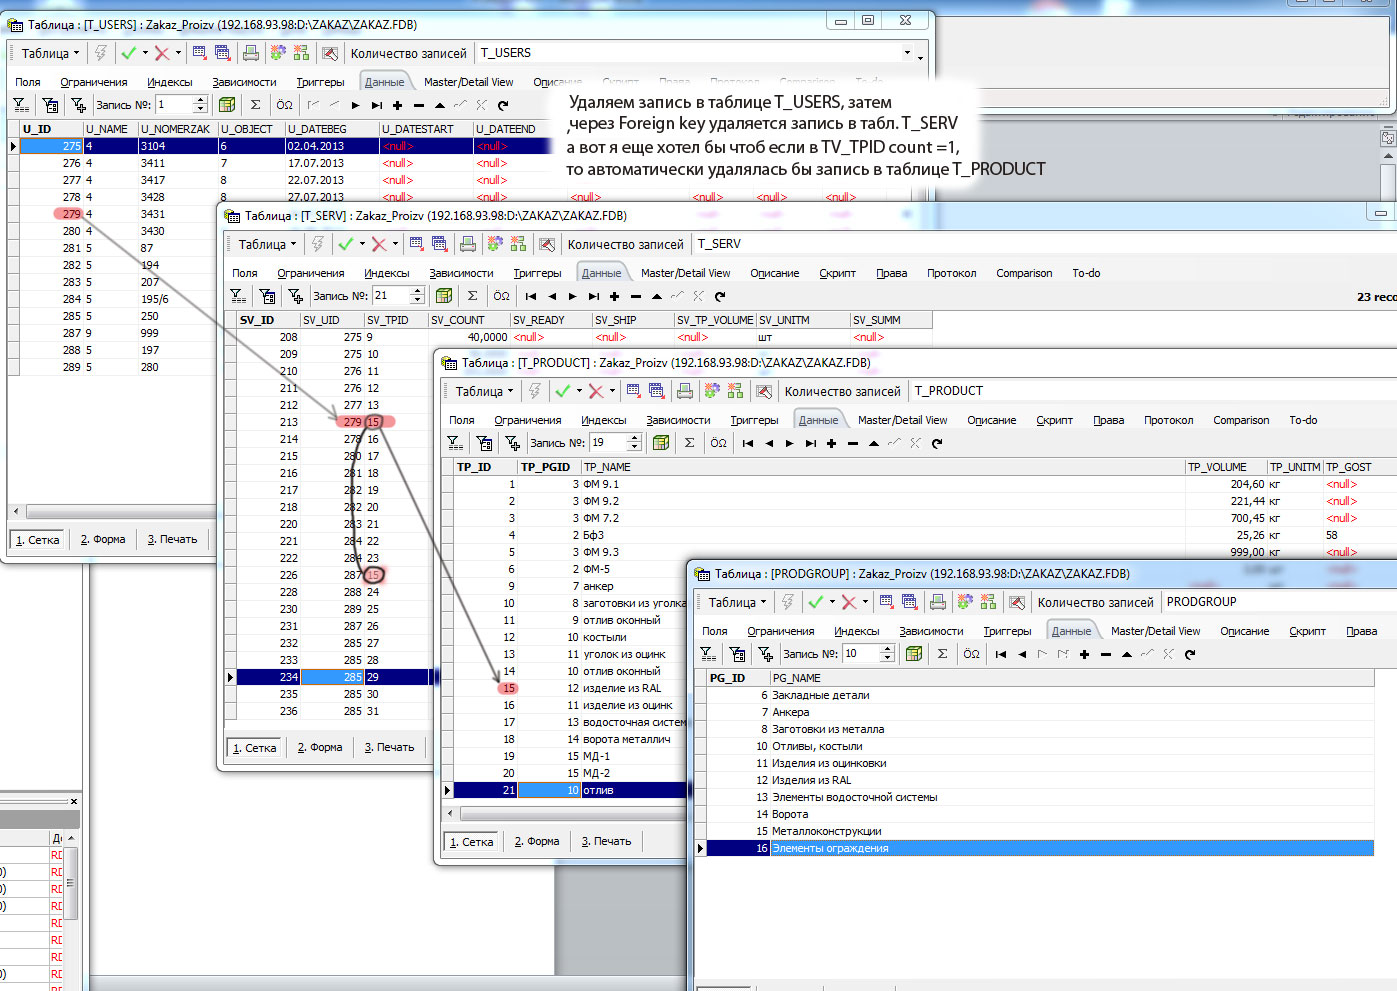 Таблица : [T_USERS] : Zakaz_Proizv (192.168.93.98:D:\ZAKAZ\ZAKAZ.FDB)
Таблица Количество записей T_USERS
Поля Ограничения Индексы Зависимости Триггеры Данные Master/Detail View
Запись №: 1
Удаляем запись в таблице T_USERS, затем
,через Foreign key удаляется запись в табл. T_SERV
а вот я еще хотел бы чтоб если в TV_TPID count =1,
то автоматически удалялась бы запись в таблице T_PRODUCT
U_ID U_NAME U_NOMERZAK U_OBJECT U_DATEBEG U_DATESTART U_DATEEND
275 4 3104 6 02.04.2013 <null> <null>
276 4 3411 7 17.07.2013 <null> <null>
277 4 3417 8 22.07.2013 <null> <null>
278 4 3428 8 27.07.2013 <null> <null> <null> <null> <null> <null>
279 4 3431
280 4 3430
281 5 87
282 5 194
283 5 207
284 5 195/6
285 5 250
287 9 999
288 5 197
289 5 280
1. Сетка 2. Форма 3. Печать
Таблица : [T_SERV] : Zakaz_Proizv (192.168.93.98:D:\ZAKAZ\ZAKAZ.FDB)
Таблица Количество записей T_SERV
Поля Ограничения Индексы Зависимости Триггеры Данные Master/Detail View Описание Скрипт Права Протокол Comparison To-do
Запись №: 21 23 reco
SV_ID SV_UID SV_TPID SV_COUNT SV_READY SV_SHIP SV_TP_VOLUME SV_UNITM SV_SUMM
208 275 9 40,0000 <null> <null> <null> шт <null>
209 275 10
210 276 11
211 276 12
212 277 13
213 279 15
214 278 16
215 280 17
216 281 18
217 282 19
218 282 20
220 283 21
221 284 22
222 284 23
226 287 15
228 288 24
230 289 25
231 287 26
232 285 27
233 285 28
234 285 29
235 285 30
236 285 31
1. Сетка 2. Форма 3. Печать
Таблица : [T_PRODUCT] : Zakaz_Proizv (192.168.93.98:D:\ZAKAZ\ZAKAZ.FDB)
Таблица Количество записей T_PRODUCT
Поля Ограничения Индексы Зависимости Триггеры Данные Master/Detail View Описание Скрипт Права Протокол Comparison To-do
Запись №: 19
TP_ID TP_PGID TP_NAME TP_VOLUME TP_UNITM TP_GOST
1 3 ФМ 9.1 204,60 кг <null>
2 3 ФМ 9.2 221,44 кг <null>
3 3 ФМ 7.2 700,45 кг <null>
4 2 Бф3 25,26 кг 58
5 3 ФМ 9.3 999,00 кг <null>
6 2 ФМ-5
9 7 анкер
10 8 заготовки из уголка
11 9 отлив оконный
12 10 костыли
13 11 уголок из оцинк
14 10 отлив оконный
15 12 изделие из RAL
16 11 изделие из оцинк
17 13 водосточная систем
18 14 ворота металлич
19 15 МД-1
20 15 МД-2
21 10 отлив
1. Сетка 2. Форма 3. Печать
Таблица : [PRODGROUP] : Zakaz_Proizv (192.168.93.98:D:\ZAKAZ\ZAKAZ.FDB)
Таблица Количество записей PRODGROUP
Поля Ограничения Индексы Зависимости Триггеры Данные Master/Detail View Описание Скрипт Права
Запись №: 10
PG_ID PG_NAME
6 Закладные детали
7 Анкера
8 Заготовки из металла
10 Отливы, костыли
11 Изделия из оцинковки
12 Изделия из RAL
13 Элементы водосточной системы
14 Ворота
15 Металлоконструкции
16 Элементы ограждения